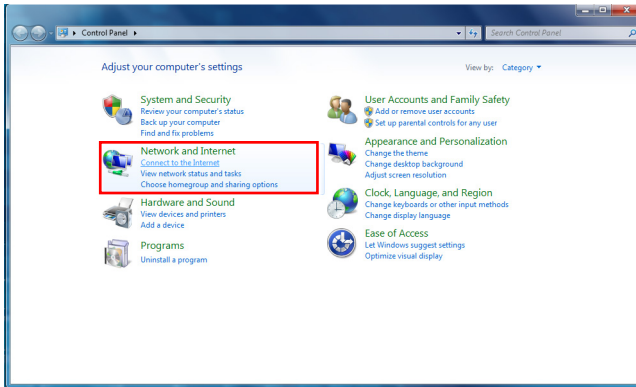 Control Panel
Search Control Panel
Adjust your computer's settings
View by: Category
System and Security
Review your computer's status
Back up your computer
Find and fix problems
Network and Internet
Connect to the Internet
View network status and tasks
Choose homegroup and sharing options
Hardware and Sound
View devices and printers
Add a device
Programs
Uninstall a program
User Accounts and Family Safety
Add or remove user accounts
Set up parental controls for any user
Appearance and Personalization
Change the theme
Change desktop background
Adjust screen resolution
Clock, Language, and Region
Change keyboards or other input methods
Change display language
Ease of Access
Let Windows suggest settings
Optimize visual display